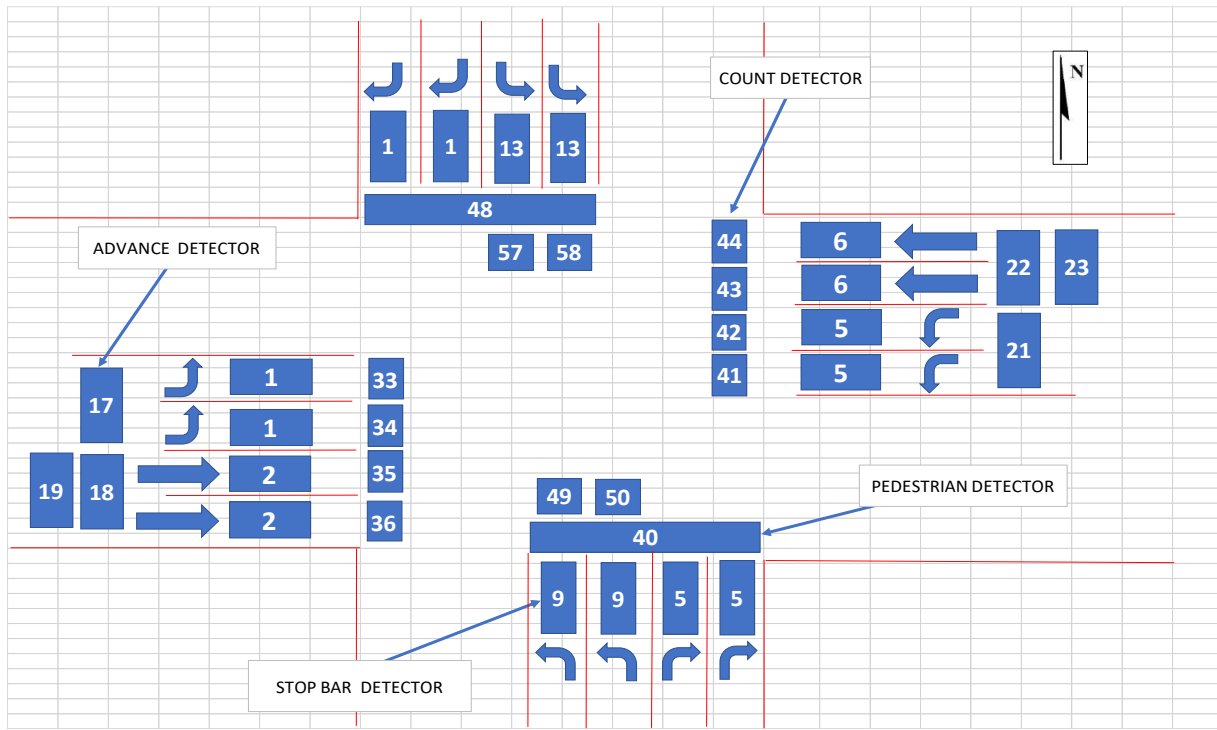 COUNT DETECTOR
N
1 1 13 13
48
ADVANCE DETECTOR
57 58
44 6 22 23
43 6
42 5 21
41 5
17 1 33
1 34
19 18 2 35
2 36
49 50
PEDESTRIAN DETECTOR
40
9 9 5 5
STOP BAR DETECTOR